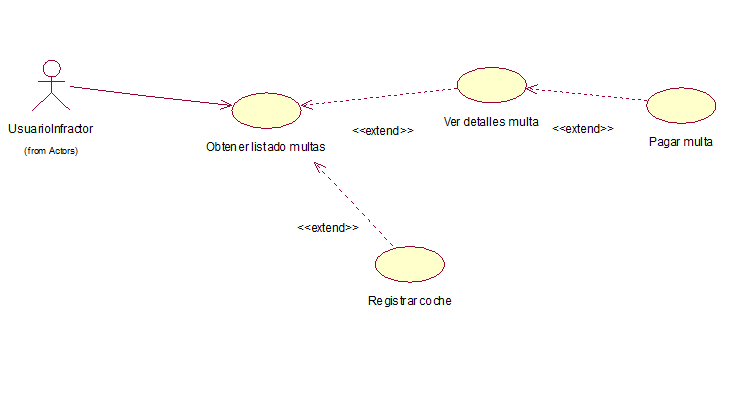 UsuarioInfractor
(from Actors)
Obtener listado multas
<<extend>>
Ver detalles multa
<<extend>>
Pagar multa
<<extend>>
Registrar coche